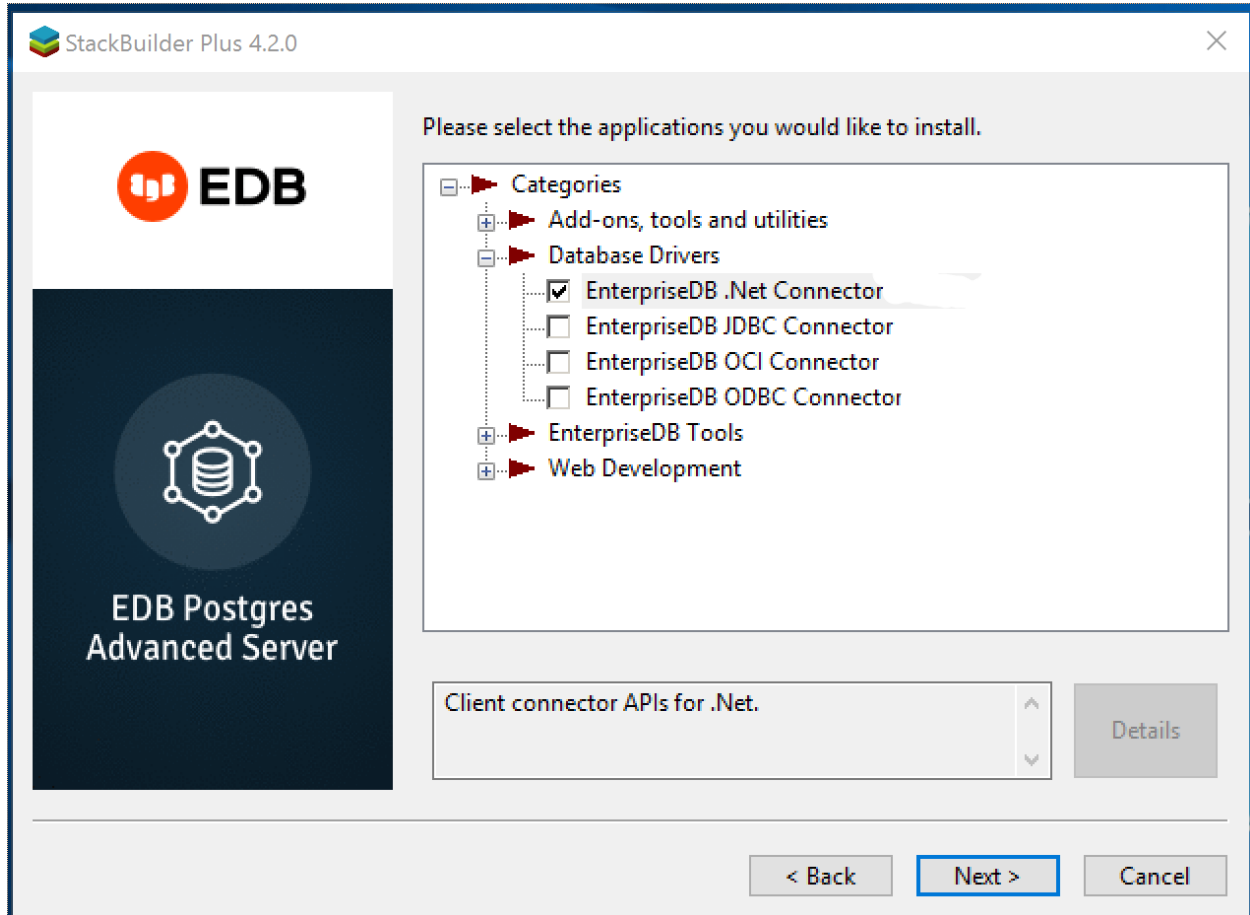 StackBuilder Plus 4.2.0
EDB
EDB Postgres
Advanced Server
Please select the applications you would like to install.
Categories
Add-ons, tools and utilities
Database Drivers
EnterpriseDB .Net Connector
EnterpriseDB JDBC Connector
EnterpriseDB OCI Connector
EnterpriseDB ODBC Connector
EnterpriseDB Tools
Web Development
Client connector APIs for .Net.
Details
< Back
Next >
Cancel